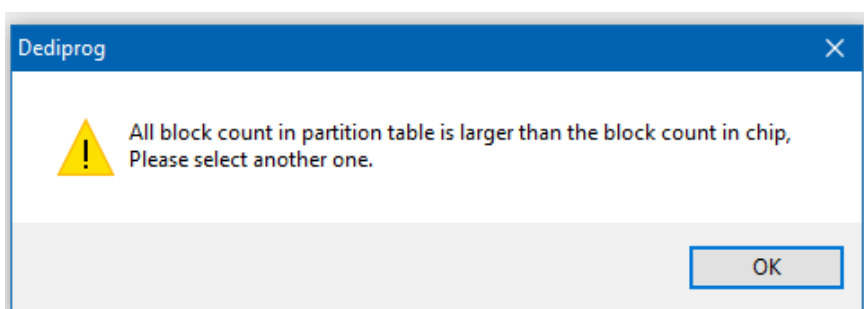 Dediprog
All block count in partition table is larger than the block count in chip,
Please select another one.
OK